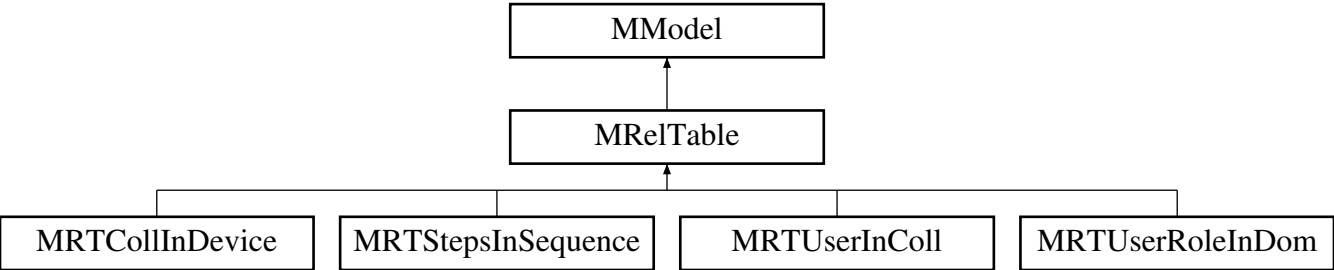 MModel
MRelTable
MRTCollInDevice
MRTStepsInSequence
MRTUserInColl
MRTUserRoleInDom